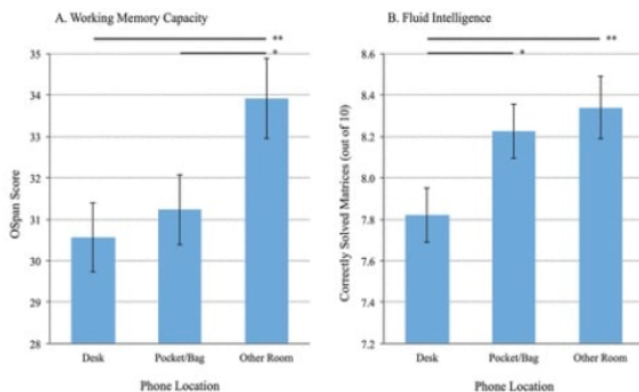 A. Working Memory Capacity
**
*
35
34
33
32
31
30
29
28
OSpan Score
Desk
Pocket/Bag
Other Room
Phone Location
B. Fluid Intelligence
**
*
8.6
8.4
8.2
8.0
7.8
7.6
7.4
7.2
Correctly Solved Matrices (out of 10)
Desk
Pocket/Bag
Other Room
Phone Location